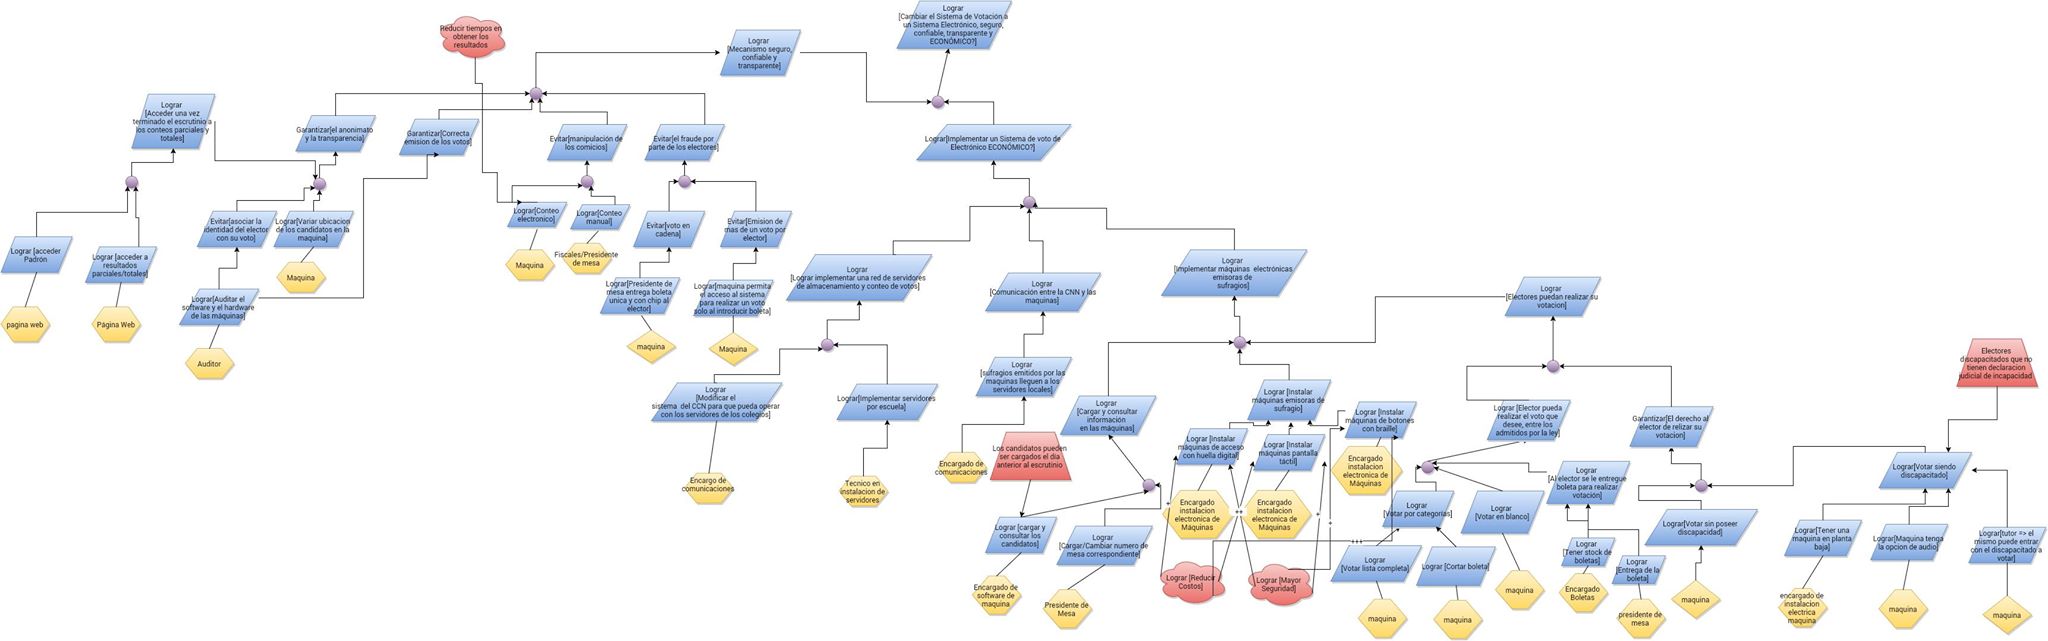 Lograr
[Cambiar el Sistema de Votación a
un Sistema Electrónico, seguro,
confiable, transparente y
ECONÓMICO?]
Reducir tiempos en
obtener los
resultados
Lograr
[Mecanismo seguro,
confiable y
transparente]
Lograr
[Acceder una vez
terminado el escrutinio a
los conteos parciales y
totales]
Garantizar[el anonimato
y la transparencia]
Garantizar[Correcta
emision de los votos]
Evitar[manipulación de
los comicios]
Evitar[el fraude por
parte de los electores]
Lograr[Implementar un Sistema de voto de
Electrónico ECONÓMICO?]
Lograr [acceder
Padrón
Lograr [acceder a
resultados
parciales/totales]
Evitar[asociar la
identidad del elector
con su voto]
Lograr[Variar ubicacion
de los candidatos en la
maquina]
Lograr[Conteo
electronico]
Lograr[Conteo
manual]
Evitar[voto en
cadena]
Evitar[Emision de
mas de un voto por
elector]
Maquina
Maquina
Fiscales/Presidente
de mesa
Lograr[Auditar el
software y el hardware
de las máquinas]
Lograr[Presidente de
mesa entrega boleta
unica y con chip al
elector]
Lograr[maquina permita
el acceso al sistema
para realizar un voto
solo al introducir boleta]
pagina web
Página Web
Auditor
maquina
Maquina
Lograr
[Lograr implementar una red de servidores
de almacenamiento y conteo de votos]
Lograr
[Comunicación entre la CNN y las
maquinas]
Lograr
[Implementar máquinas electrónicas
emisoras de
sufragios]
Lograr
[Electores puedan realizar su
votacion]
Lograr
[Modificar el
sistema del CCN para que pueda operar
con los servidores de los colegios]
Lograr[Implementar servidores
por escuela]
Lograr
[sufragios emitidos por las
maquinas lleguen a los
servidores locales]
Lograr
[Cargar y consultar
información
en las máquinas]
Lograr [Instalar
máquinas emisoras de
sufragio]
Lograr [Instalar
máquinas de botones
con braille]
Lograr [Elector pueda
realizar el voto que
desee, entre los
admitidos por la ley]
Garantizar[El derecho al
elector de relizar su
votacion]
Electores
discapacitados que no
tienen declaracion
judicial de incapacidad
Encargo de
comunicaciones
Tecnico en
instalacion de
servidores
Encargado de
comunicaciones
Los candidatos pueden
ser cargados el día
anterior al escrutinio
Lograr [Instalar
máquinas de acceso
con huella digital]
Lograr [Instalar
máquinas pantalla
táctil]
Encargado
instalacion
electronica de
Máquinas
Lograr
[Al elector se le entregue
boleta para realizar
votación]
Lograr[Votar siendo
discapacitado]
Encargado
instalacion
electronica de
Máquinas
Encargado
instalacion
electronica de
Máquinas
Lograr
[Votar por categorias]
Lograr
[Votar en blanco]
Lograr[Votar sin poseer
discapacidad]
Lograr [cargar y
consultar los
candidatos]
Lograr
[Cargar/Cambiar numero de
mesa correspondiente]
+
++
+
+
+++
Lograr[Tener una
maquina en planta
baja]
Lograr[Maquina tenga
la opcion de audio]
Lograr[tutor => el
mismo puede entrar
con el discapacitado a
votar]
Lograr
[Tener stock de
boletas]
Lograr
[Entrega de la
boleta]
Lograr
[Votar lista completa]
Lograr [Cortar boleta]
Lograr [Reducir
Costos]
Lograr [Mayor
Seguridad]
Encargado de
software de
maquina
Presidente de
Mesa
maquina
maquina
maquina
Encargado
Boletas
presidente de
mesa
maquina
encargado de
instalacion
electrica
maquina
maquina
maquina